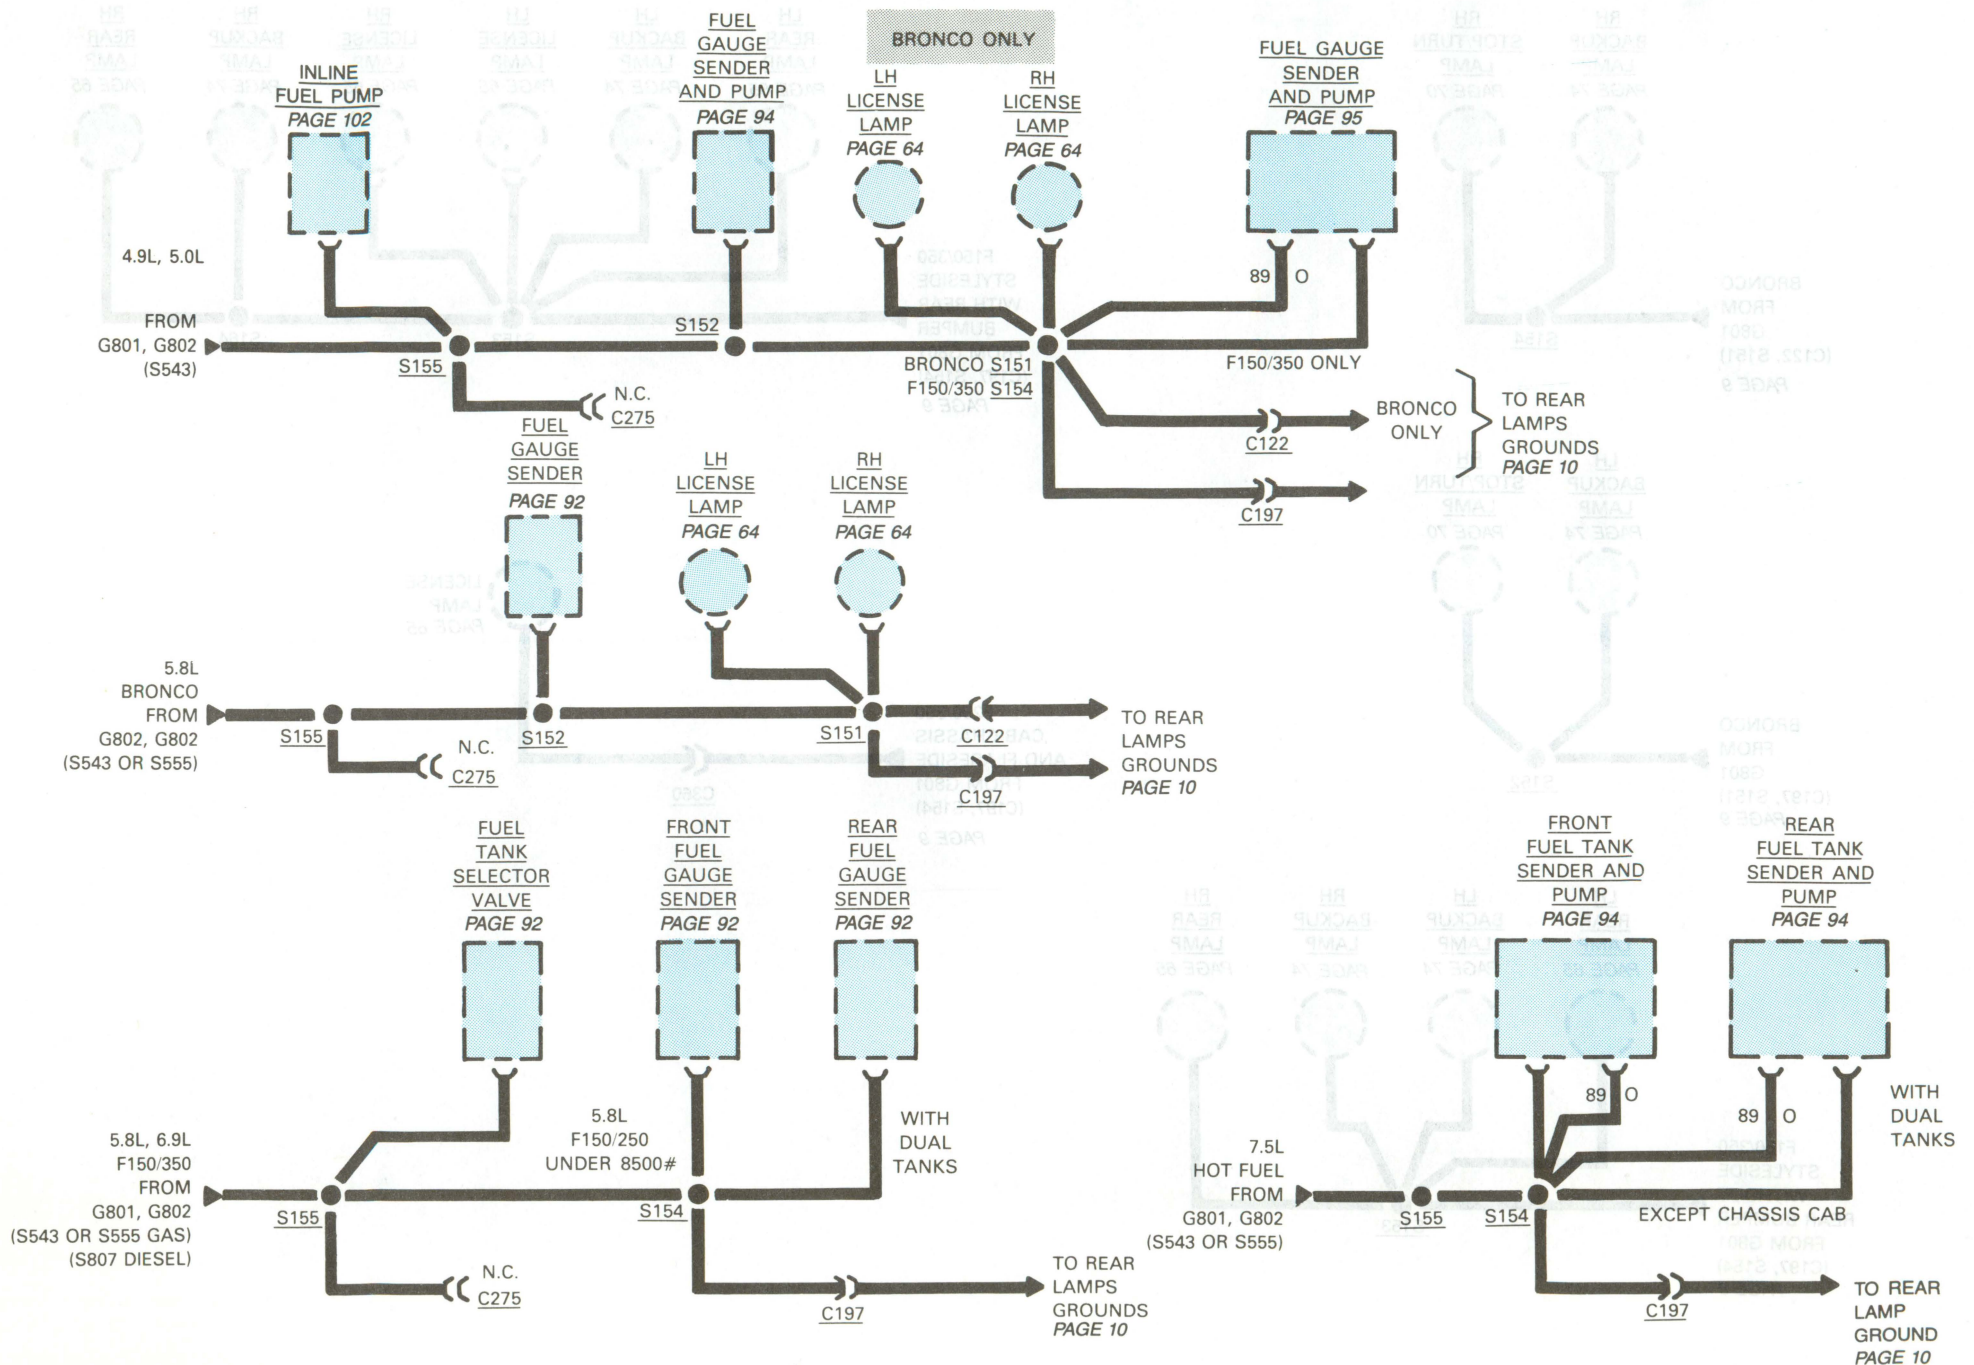 INLINE
FUEL PUMP
PAGE 102
FUEL
GAUGE
SENDER
AND PUMP
PAGE 94
BRONCO ONLY
LH
LICENSE
LAMP
PAGE 64
RH
LICENSE
LAMP
PAGE 64
FUEL GAUGE
SENDER
AND PUMP
PAGE 95
4.9L, 5.0L
FROM
G801, G802
(S543)
S155
N.C.
C275
S152
BRONCO S151
F150/350 S154
89 O
F150/350 ONLY
C122
BRONCO
ONLY
C197
TO REAR
LAMPS
GROUNDS
PAGE 10
FUEL
GAUGE
SENDER
PAGE 92
LH
LICENSE
LAMP
PAGE 64
RH
LICENSE
LAMP
PAGE 64
5.8L
BRONCO
FROM
G802, G802
(S543 OR S555)
S155
N.C.
C275
S152
S151
C122
C197
TO REAR
LAMPS
GROUNDS
PAGE 10
FUEL
TANK
SELECTOR
VALVE
PAGE 92
FRONT
FUEL
GAUGE
SENDER
PAGE 92
REAR
FUEL
GAUGE
SENDER
PAGE 92
5.8L, 6.9L
F150/350
FROM
G801, G802
(S543 OR S555 GAS)
(S807 DIESEL)
S155
N.C.
C275
5.8L
F150/250
UNDER 8500#
S154
WITH
DUAL
TANKS
C197
TO REAR
LAMPS
GROUNDS
PAGE 10
FRONT
FUEL TANK
SENDER AND
PUMP
PAGE 94
REAR
FUEL TANK
SENDER AND
PUMP
PAGE 94
89 O
89 O
WITH
DUAL
TANKS
7.5L
HOT FUEL
FROM
G801, G802
(S543 OR S555)
S155
S154
EXCEPT CHASSIS CAB
C197
TO REAR
LAMP
GROUND
PAGE 10